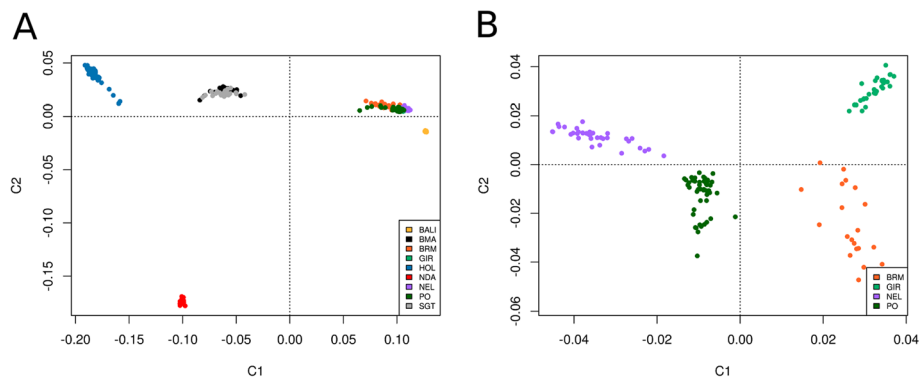 A
B
0.05
0.00
-0.05
-0.10
-0.15
C2
-0.20
-0.15
-0.10
-0.05
0.00
0.05
0.10
C1
BALI
BMA
BRM
GIR
HOL
NDA
NEL
PO
SGT
0.04
0.02
0.00
-0.02
-0.04
-0.06
C2
-0.04
-0.02
0.00
0.02
0.04
C1
BRM
GIR
NEL
PO